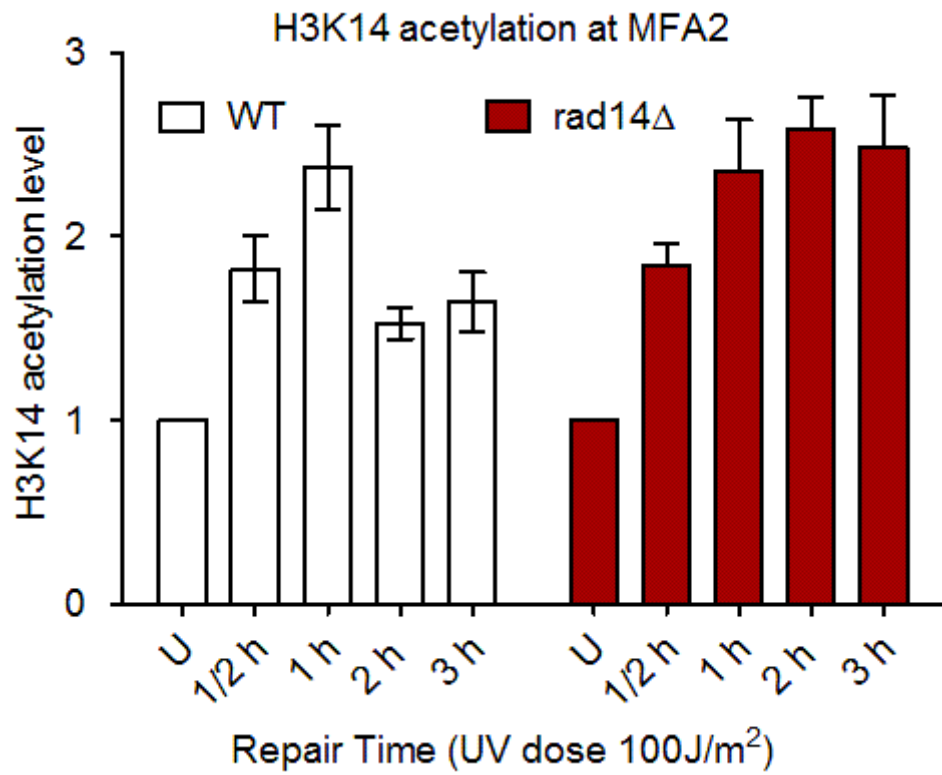 H3K14 acetylation at MFA2
WT
rad14Δ
H3K14 acetylation level
3
2
1
0
U
1/2 h
1 h
2 h
3 h
U
1/2 h
1 h
2 h
3 h
Repair Time (UV dose 100J/m²)